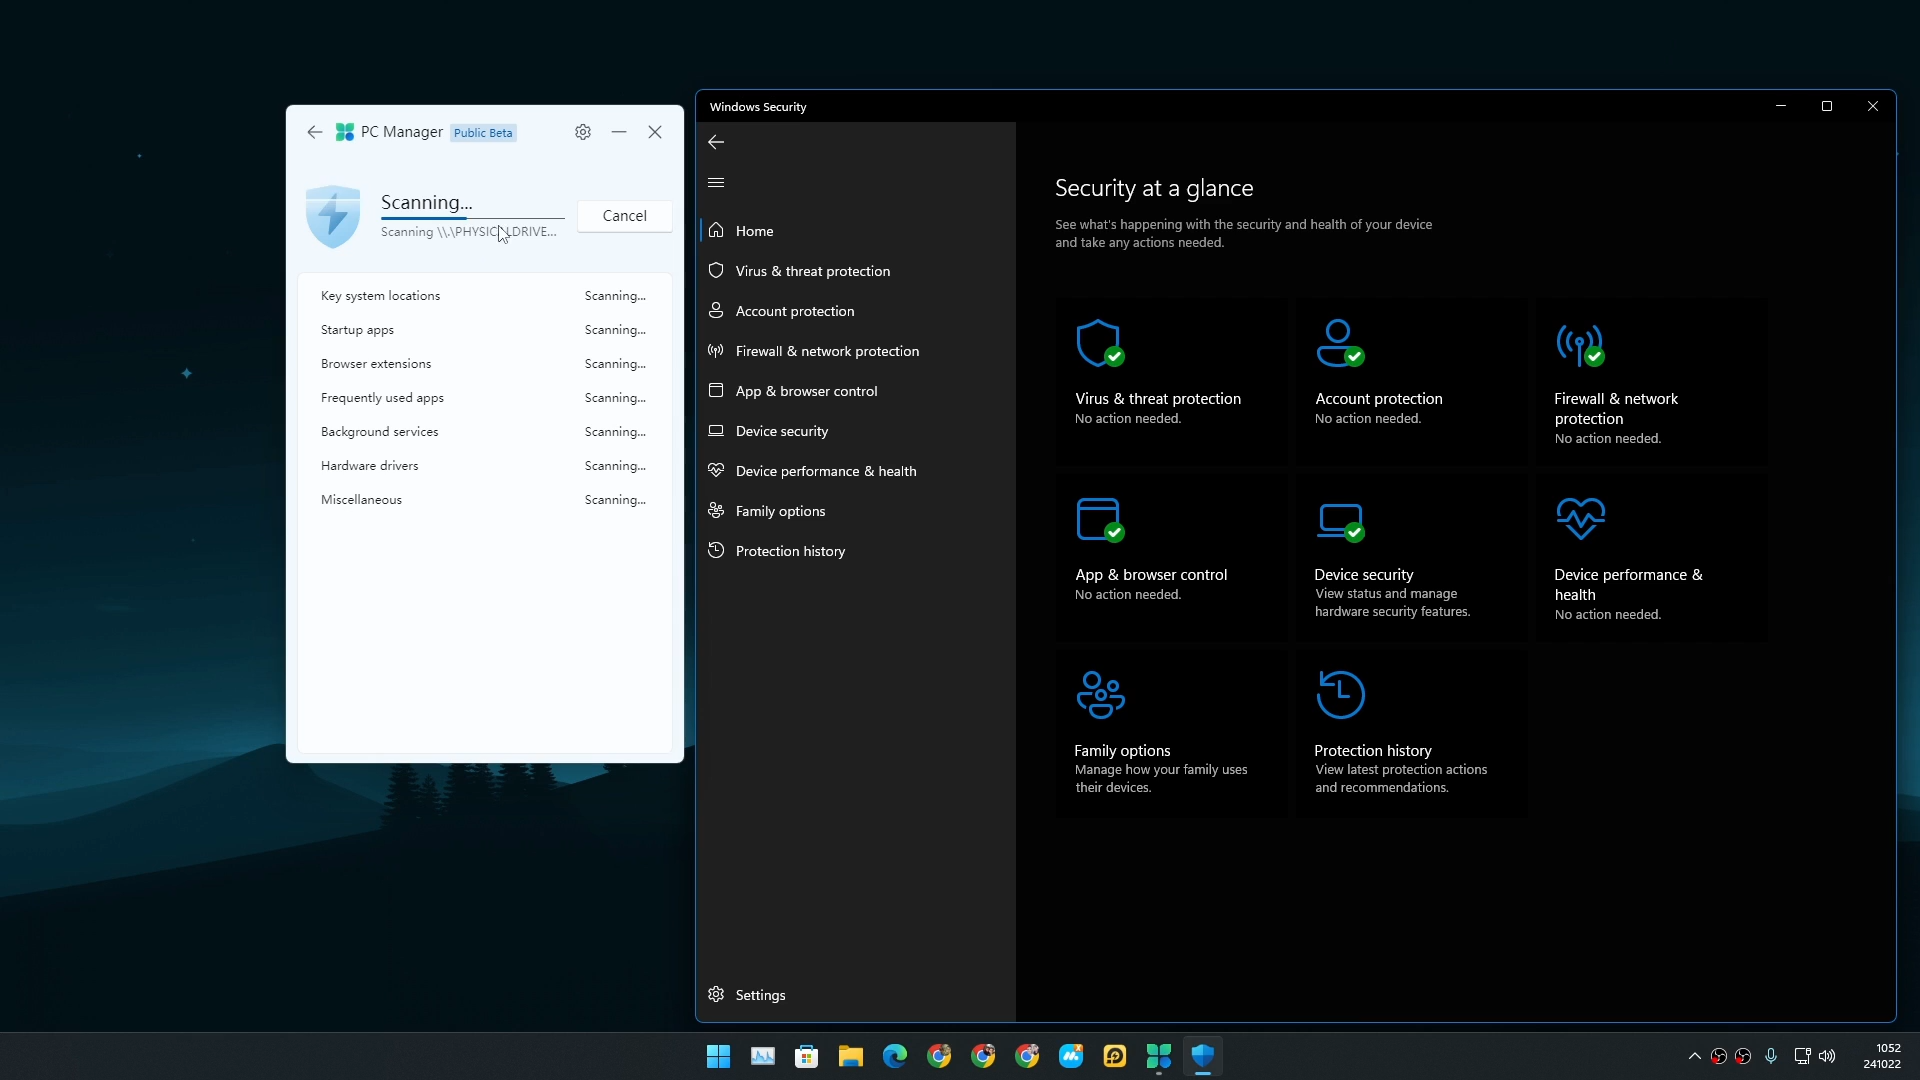 PC Manager Public Beta
Scanning...
Cancel
Key system locations Scanning...
Startup apps Scanning...
Browser extensions Scanning...
Frequently used apps Scanning...
Background services Scanning...
Hardware drivers Scanning...
Miscellaneous Scanning...
Windows Security
Home
Virus & threat protection
Account protection
Firewall & network protection
App & browser control
Device security
Device performance & health
Family options
Protection history
Settings
Security at a glance
See what's happening with the security and health of your device
and take any actions needed.
Virus & threat protection
No action needed.
Account protection
No action needed.
Firewall & network
protection
No action needed.
App & browser control
No action needed.
Device security
View status and manage
hardware security features.
Device performance &
health
No action needed.
Family options
Manage how your family uses
their devices.
Protection history
View latest protection actions
and recommendations.
1052
241022